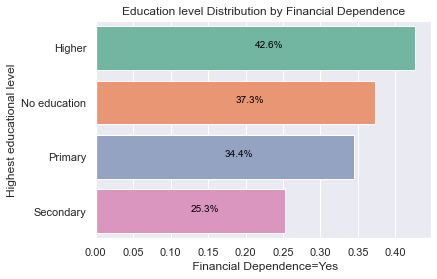 Education level Distribution by Financial Dependence
Highest educational level
Higher
42.6%
No education
37.3%
Primary
34.4%
Secondary
25.3%
0.00 0.05 0.10 0.15 0.20 0.25 0.30 0.35 0.40
Financial Dependence=Yes